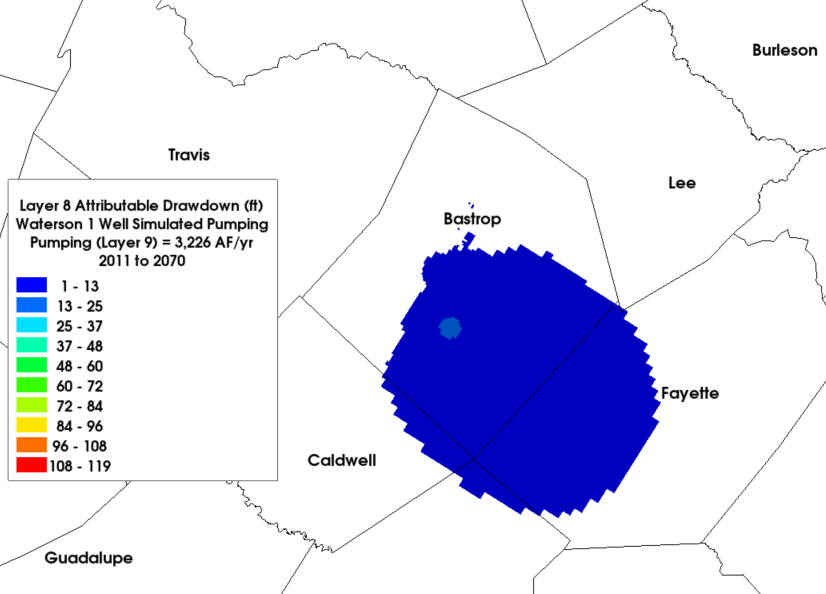 Burleson
Travis
Lee
Layer 8 Attributable Drawdown (ft)
Waterson 1 Well Simulated Pumping
Pumping (Layer 9) = 3,226 AF/yr
2011 to 2070
1 - 13
13 - 25
25 - 37
37 - 48
48 - 60
60 - 72
72 - 84
84 - 96
96 - 108
108 - 119
Bastrop
Fayette
Caldwell
Guadalupe